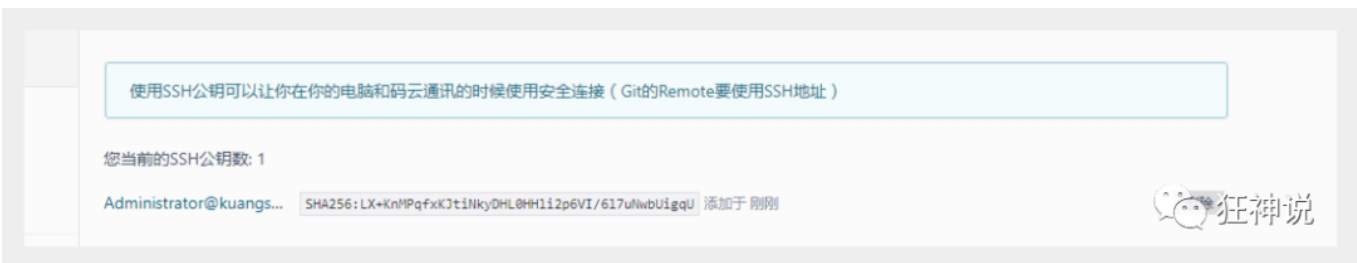 使用SSH公钥可以让你在你的电脑和码云通讯的时候使用安全连接（Git的Remote要使用SSH地址）
您当前的SSH公钥数: 1
Administrator@kuangs... SHA256:LX+KnMPqfxKJtiNkyDHL0HHli2p6VI/6l7uNwbUigqU 添加于 刚刚
狂神说